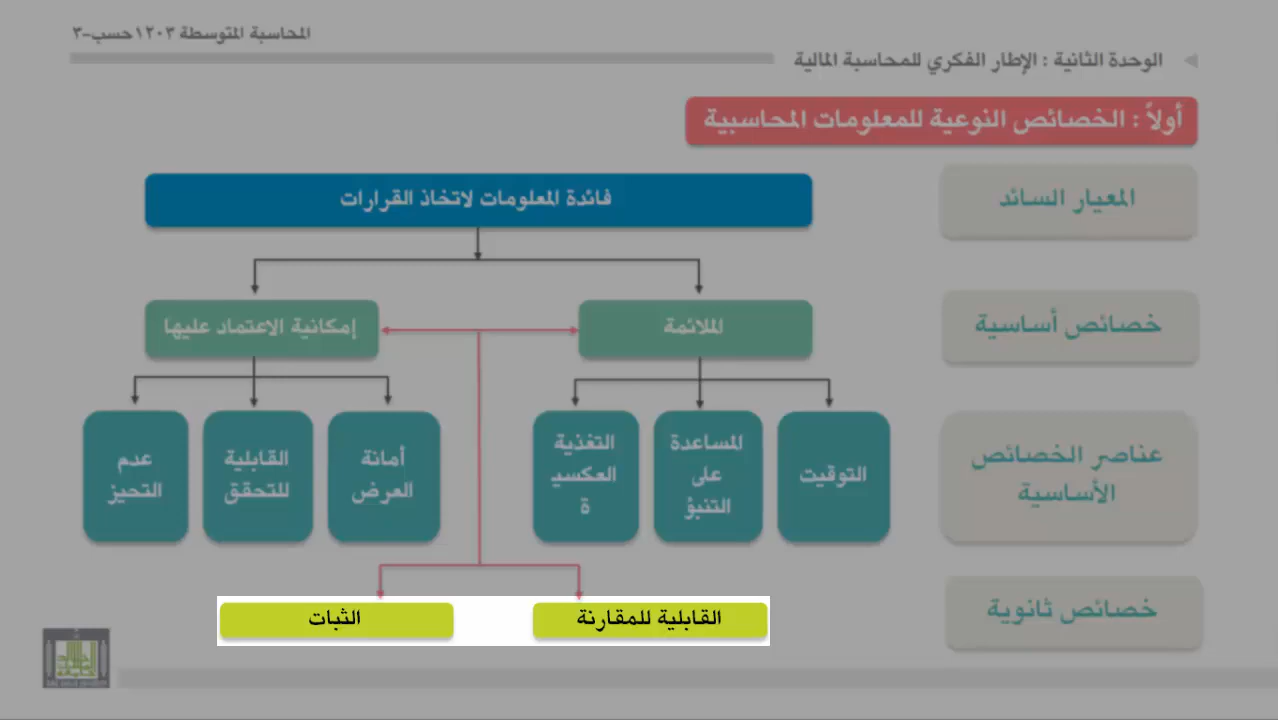 المحاسبة المتوسطة ١٢٠٣ حسب-٣
الوحدة الثانية : الإطار الفكري للمحاسبة المالية
أولاً : الخصائص النوعية للمعلومات المحاسبية
المعيار السائد
فائدة المعلومات لاتخاذ القرارات
خصائص أساسية
الملائمة
إمكانية الاعتماد عليها
عناصر الخصائص
الأساسية
التوقيت
المساعدة
على
التنبؤ
التغذية
العكسي
ة
أمانة
العرض
القابلية
للتحقق
عدم
التحيز
خصائص ثانوية
القابلية للمقارنة
الثبات